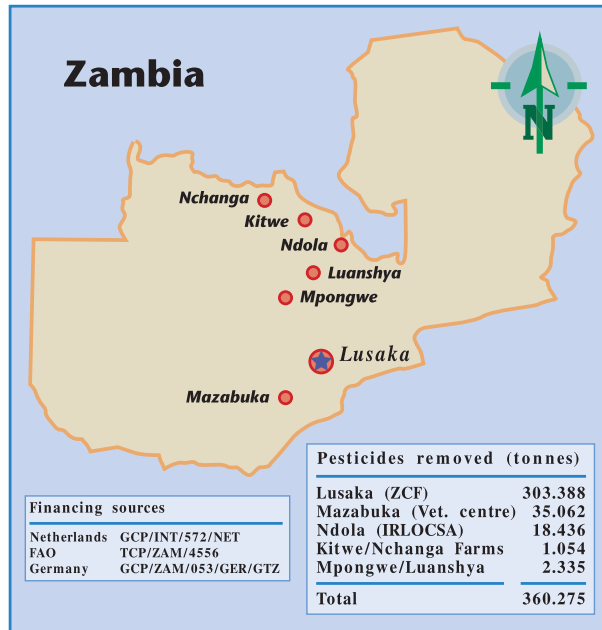 Zambia
N
Nchanga
Kitwe
Ndola
Luanshya
Mpongwe
Lusaka
Mazabuka
Financing sources
Netherlands GCP/INT/572/NET
FAO TCP/ZAM/4556
Germany GCP/ZAM/053/GER/GTZ
Pesticides removed (tonnes)
Lusaka (ZCF) 303.388
Mazabuka (Vet. centre) 35.062
Ndola (IRLOCSA) 18.436
Kitwe/Nchanga Farms 1.054
Mpongwe/Luanshya 2.335
Total 360.275